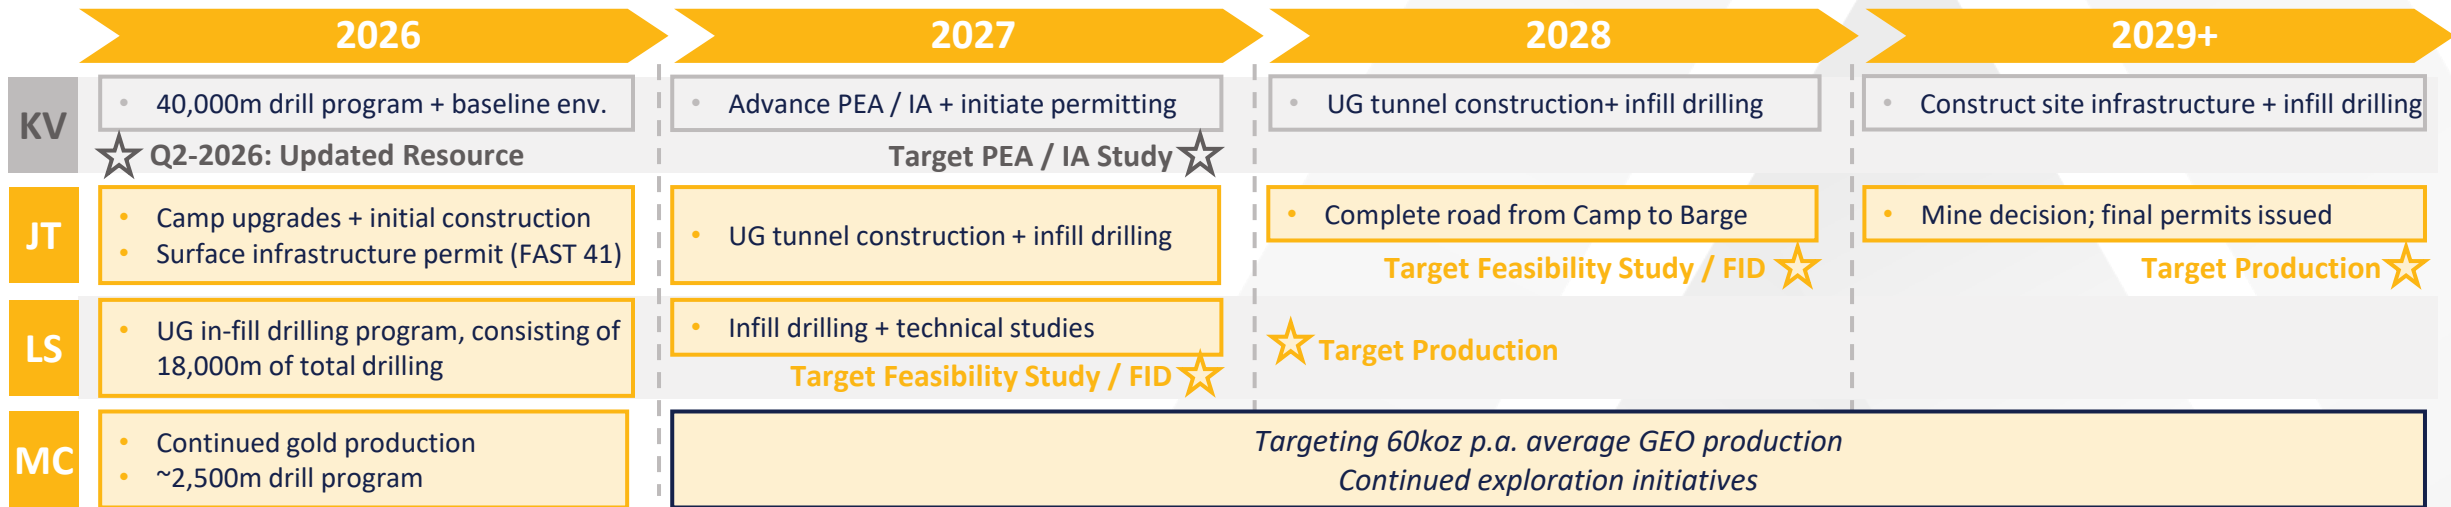 2026
2027
2028
2029+
KV
• 40,000m drill program + baseline env.
Q2-2026: Updated Resource
• Advance PEA / IA + initiate permitting
Target PEA / IA Study
• UG tunnel construction+ infill drilling
• Construct site infrastructure + infill drilling
JT
• Camp upgrades + initial construction
• Surface infrastructure permit (FAST 41)
• UG tunnel construction + infill drilling
• Complete road from Camp to Barge
Target Feasibility Study / FID
• Mine decision; final permits issued
Target Production
LS
• UG in-fill drilling program, consisting of
18,000m of total drilling
• Infill drilling + technical studies
Target Feasibility Study / FID
Target Production
MC
• Continued gold production
• ~2,500m drill program
Targeting 60koz p.a. average GEO production
Continued exploration initiatives